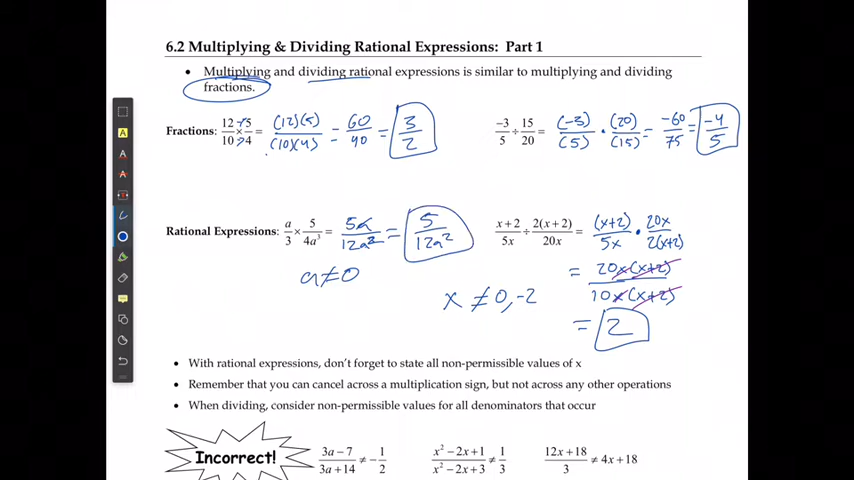 6.2 Multiplying & Dividing Rational Expressions: Part 1
• Multiplying and dividing rational expressions is similar to multiplying and dividing
fractions.
Fractions: 12/10 × 5/4 = (12)(5)/(10)(4) = 60/40 = 3/2
-3/5 ÷ 15/20 = (-3)/(5) · (20)/(15) = -60/75 = -4/5
Rational Expressions: a/3 × 5/4a³ = 5a/12a³ = 5/12a²
a ≠ 0
x+2/5x ÷ 2(x+2)/20x = (x+2)/5x · 20x/2(x+2)
= 20x(x+2)/10x(x+2)
x ≠ 0, -2
= 2
• With rational expressions, don't forget to state all non-permissible values of x
• Remember that you can cancel across a multiplication sign, but not across any other operations
• When dividing, consider non-permissible values for all denominators that occur
Incorrect!
3a − 7/3a + 14 ≠ −1/2
x² − 2x + 1/x² − 2x + 3 ≠ 1/3
12x + 18/3 ≠ 4x + 18